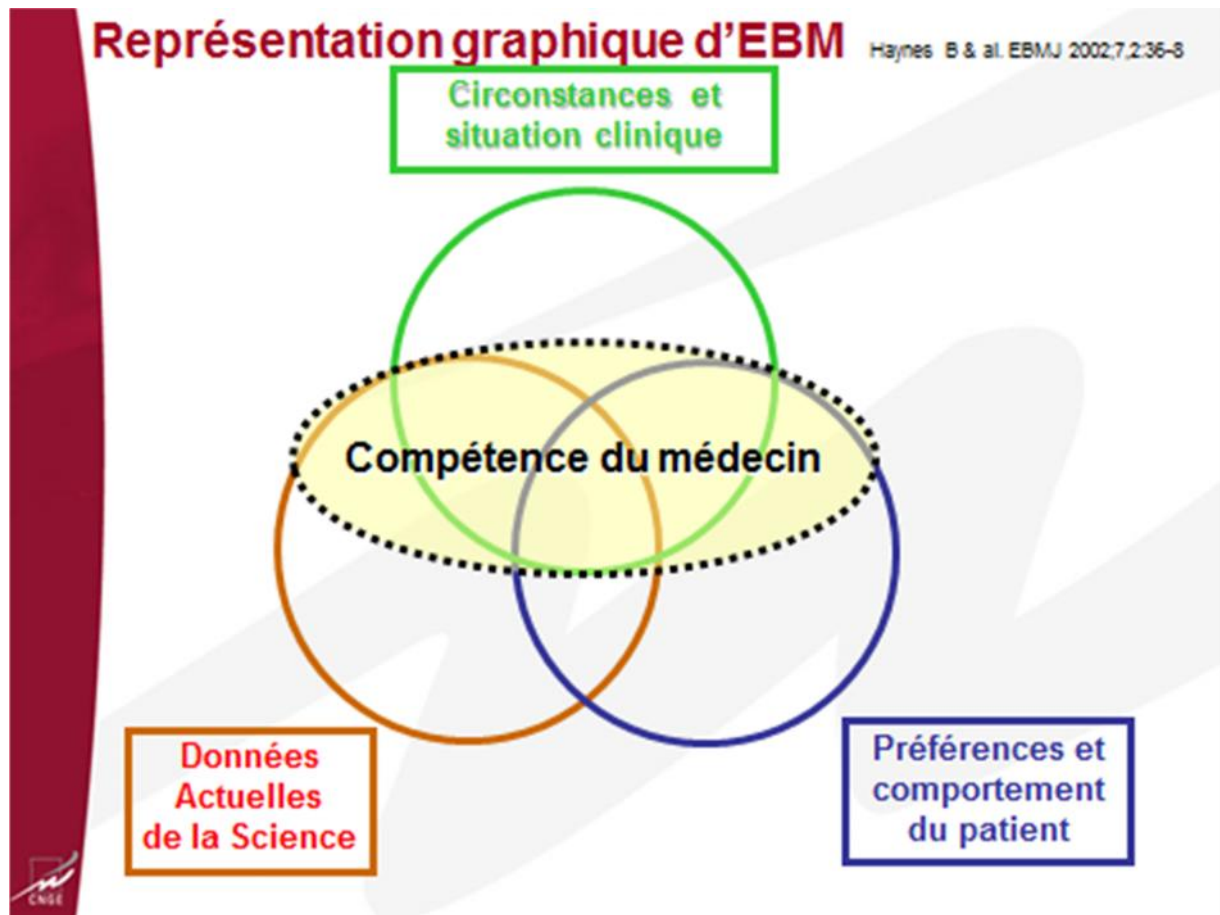 Représentation graphique d'EBM Haynes B & al. EBMJ 2002;7,2:36-8
Circonstances et
situation clinique
Compétence du médecin
Données
Actuelles
de la Science
Préférences et
comportement
du patient
CNGE